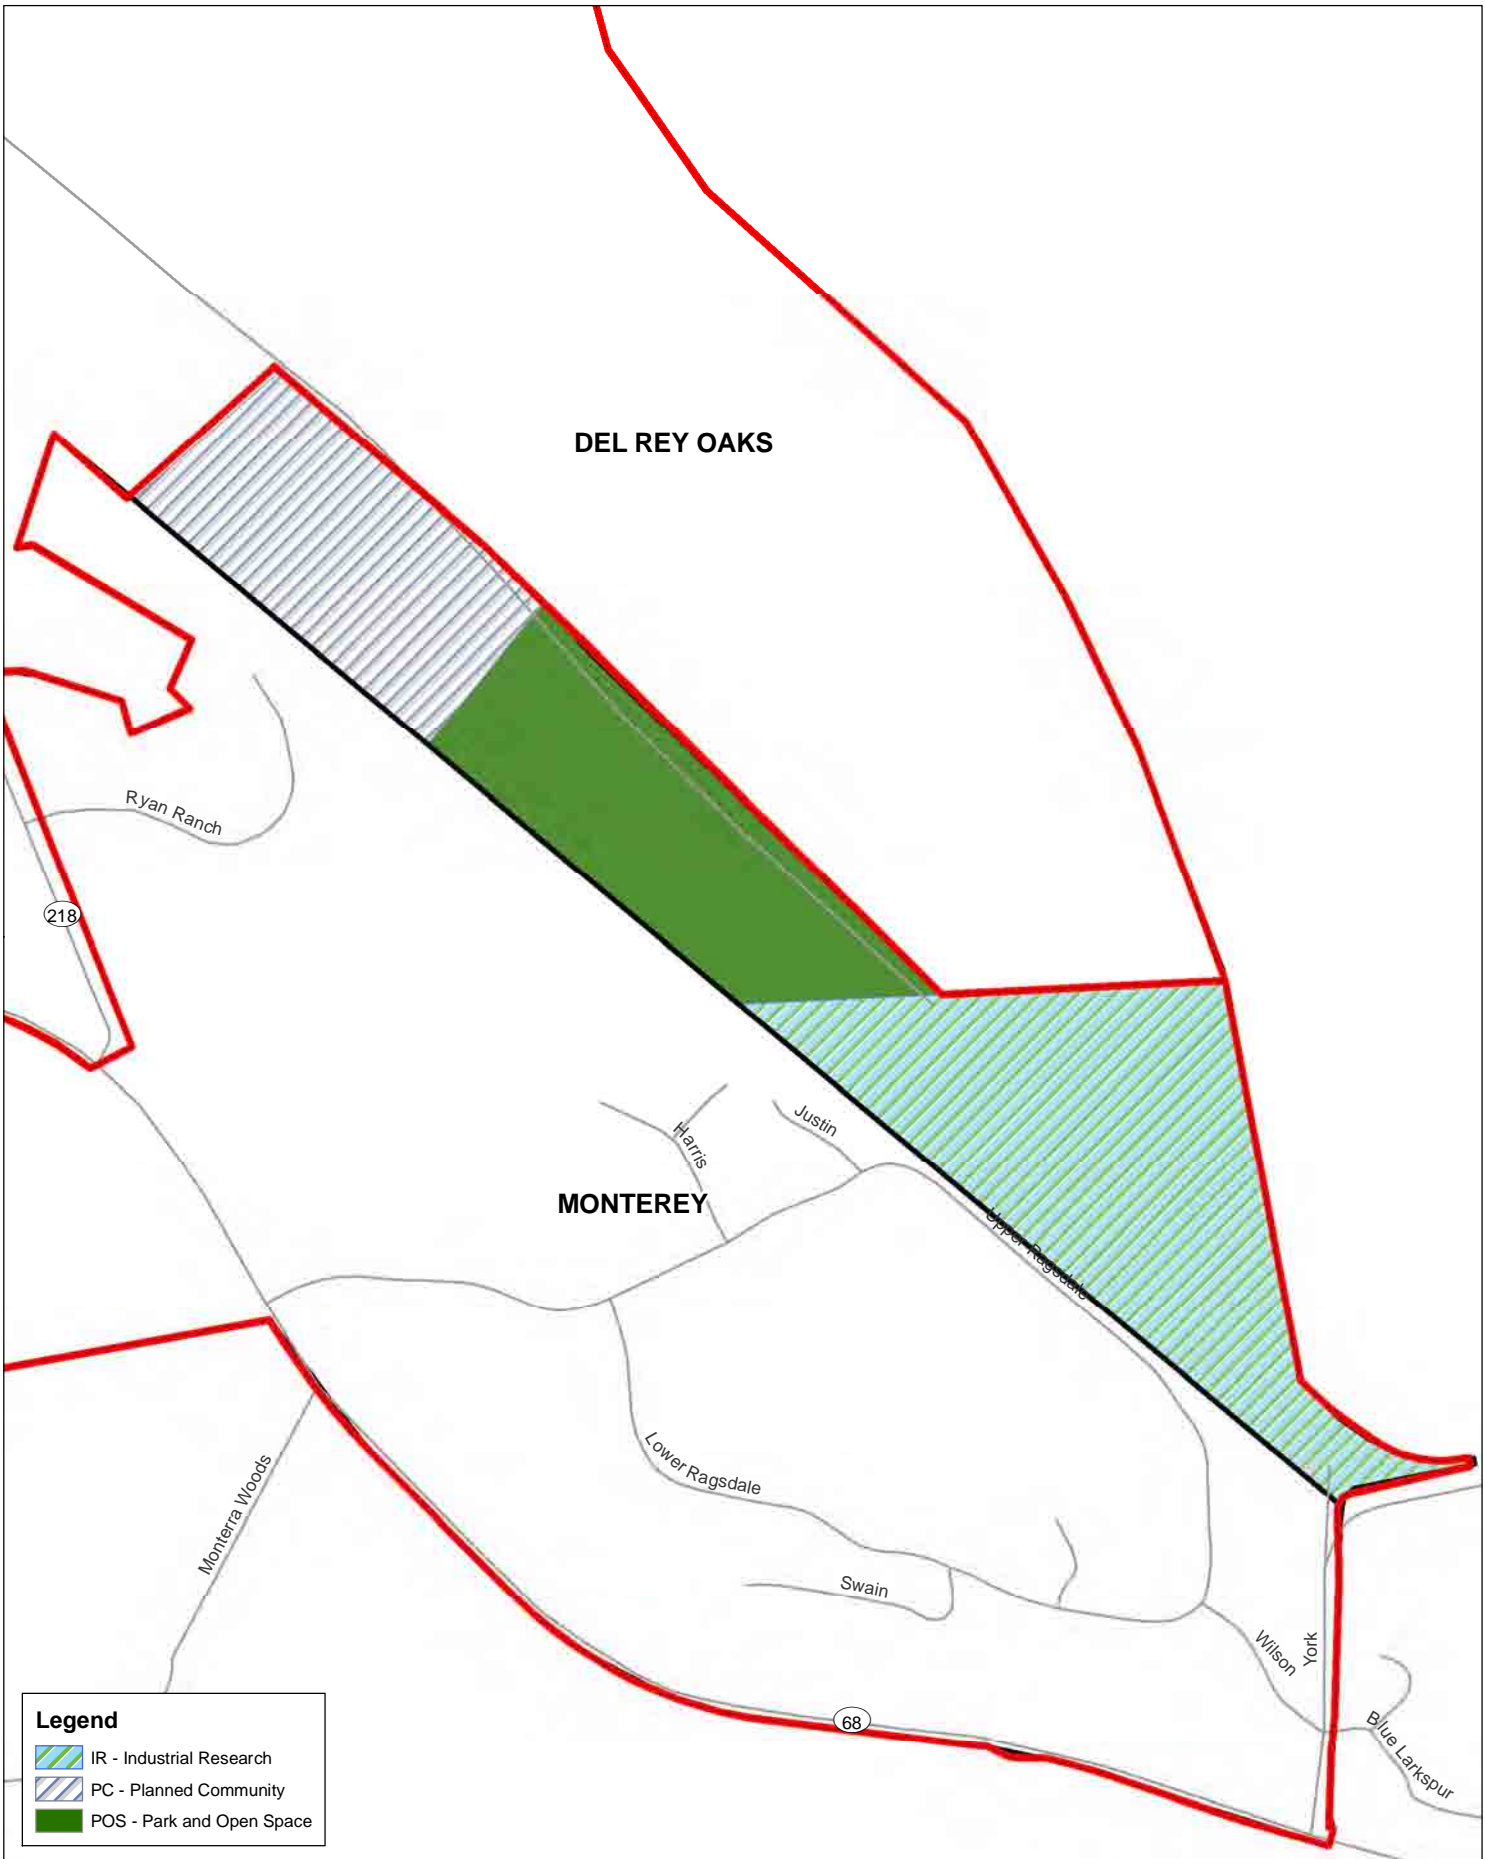 DEL REY OAKS
Ryan Ranch
218
Justin
Harris
MONTEREY
Upper Ragsdale
Lower Ragsdale
Monterra Woods
Swain
Wilson
York
68
Blue Larkspur
Legend
IR - Industrial Research
PC - Planned Community
POS - Park and Open Space